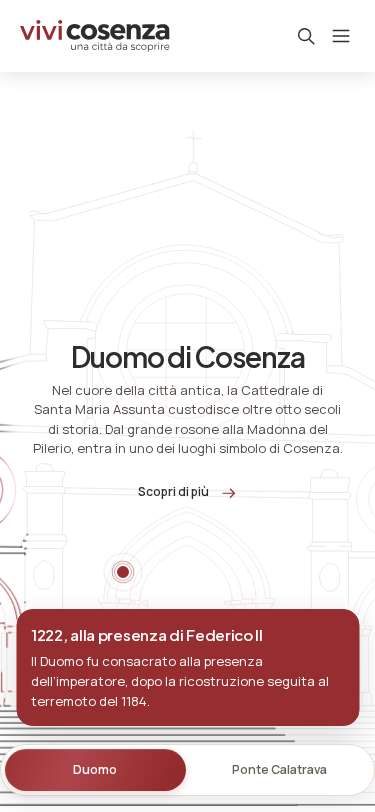 vivicosenza
una città da scoprire
Duomo di Cosenza
Nel cuore della città antica, la Cattedrale di
Santa Maria Assunta custodisce oltre otto secoli
di storia. Dal grande rosone alla Madonna del
Pilerio, entra in uno dei luoghi simbolo di Cosenza.
Scopri di più
1222, alla presenza di Federico II
Il Duomo fu consacrato alla presenza
dell'imperatore, dopo la ricostruzione seguita al
terremoto del 1184.
Duomo
Ponte Calatrava